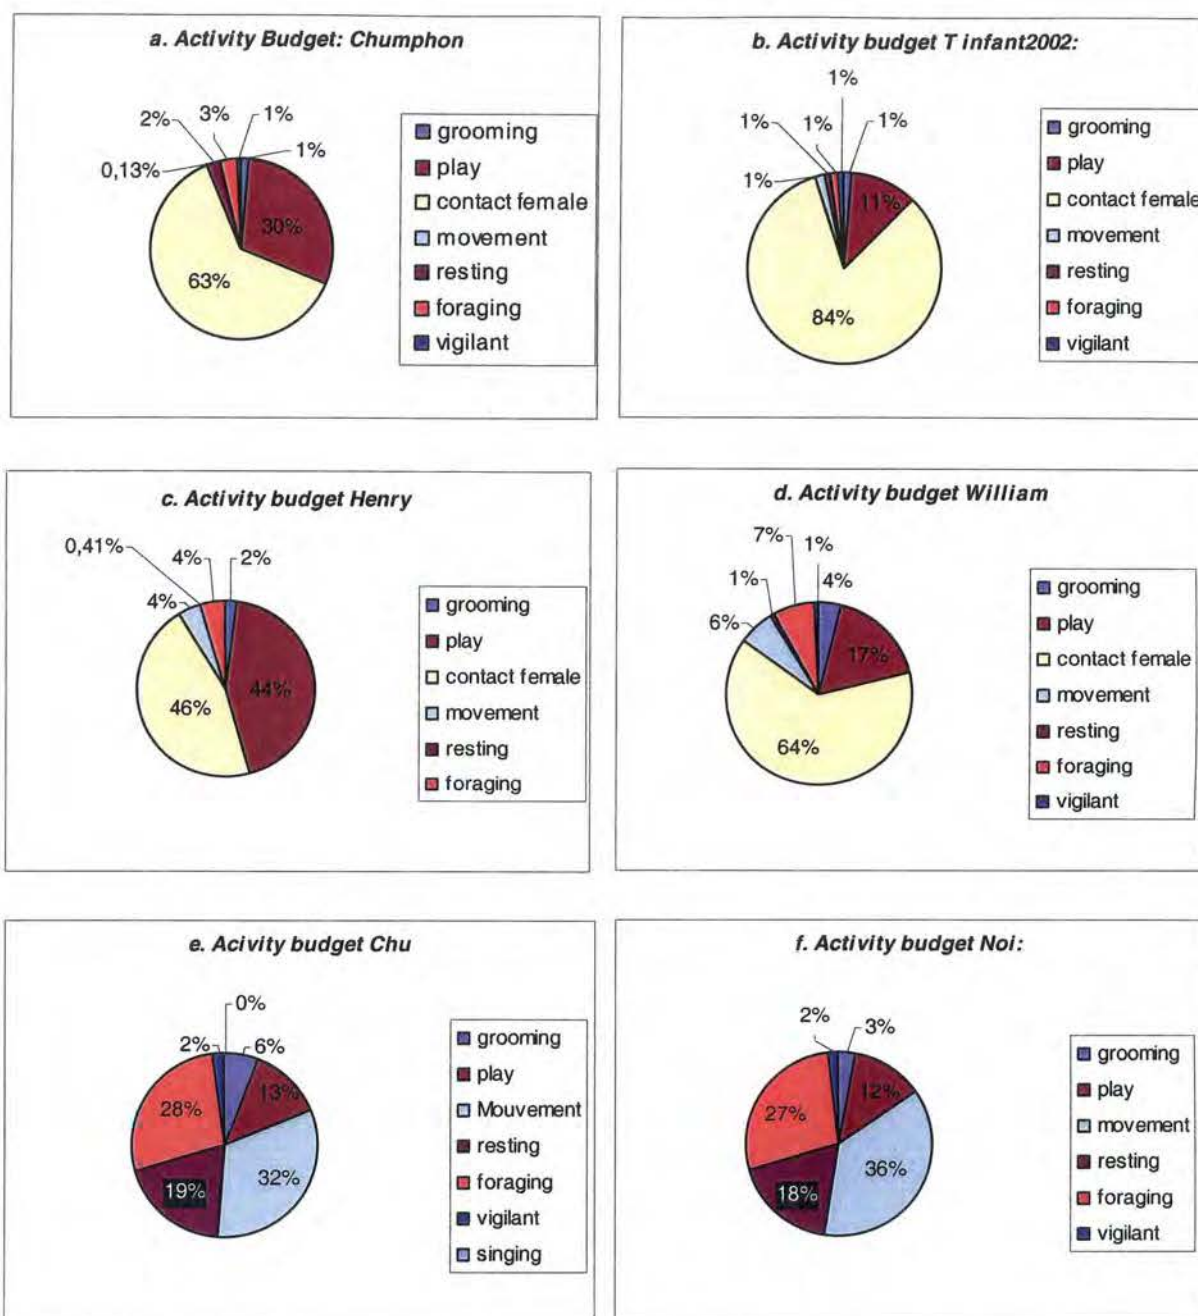 a. Activity Budget: Chumphon
2%
3%
1%
0,13%
1%
30%
63%
grooming
play
contact female
movement
resting
foraging
vigilant
b. Activity budget T infant2002:
1%
1%
1%
1%
1%
11%
84%
grooming
play
contact female
movement
resting
foraging
vigilant
c. Activity budget Henry
0,41%
4%
2%
4%
44%
46%
grooming
play
contact female
movement
resting
foraging
d. Activity budget William
7%
1%
1%
4%
6%
17%
64%
grooming
play
contact female
movement
resting
foraging
vigilant
e. Acivity budget Chu
0%
2%
6%
13%
28%
32%
19%
grooming
play
Mouvement
resting
foraging
vigilant
singing
f. Activity budget Noi:
2%
3%
12%
27%
36%
18%
grooming
play
movement
resting
foraging
vigilant